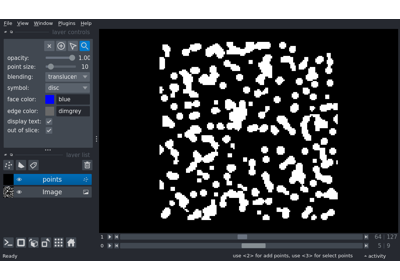 File View Window Plugins Help
layer controls
opacity: 1.00
point size: 10
blending: translucen
symbol: disc
face color: blue
edge color: dimgrey
display text:
out of slice:
layer list
points
Image
1 64 127
0 5 9
Ready use <2> for add points, use <3> for select points activity